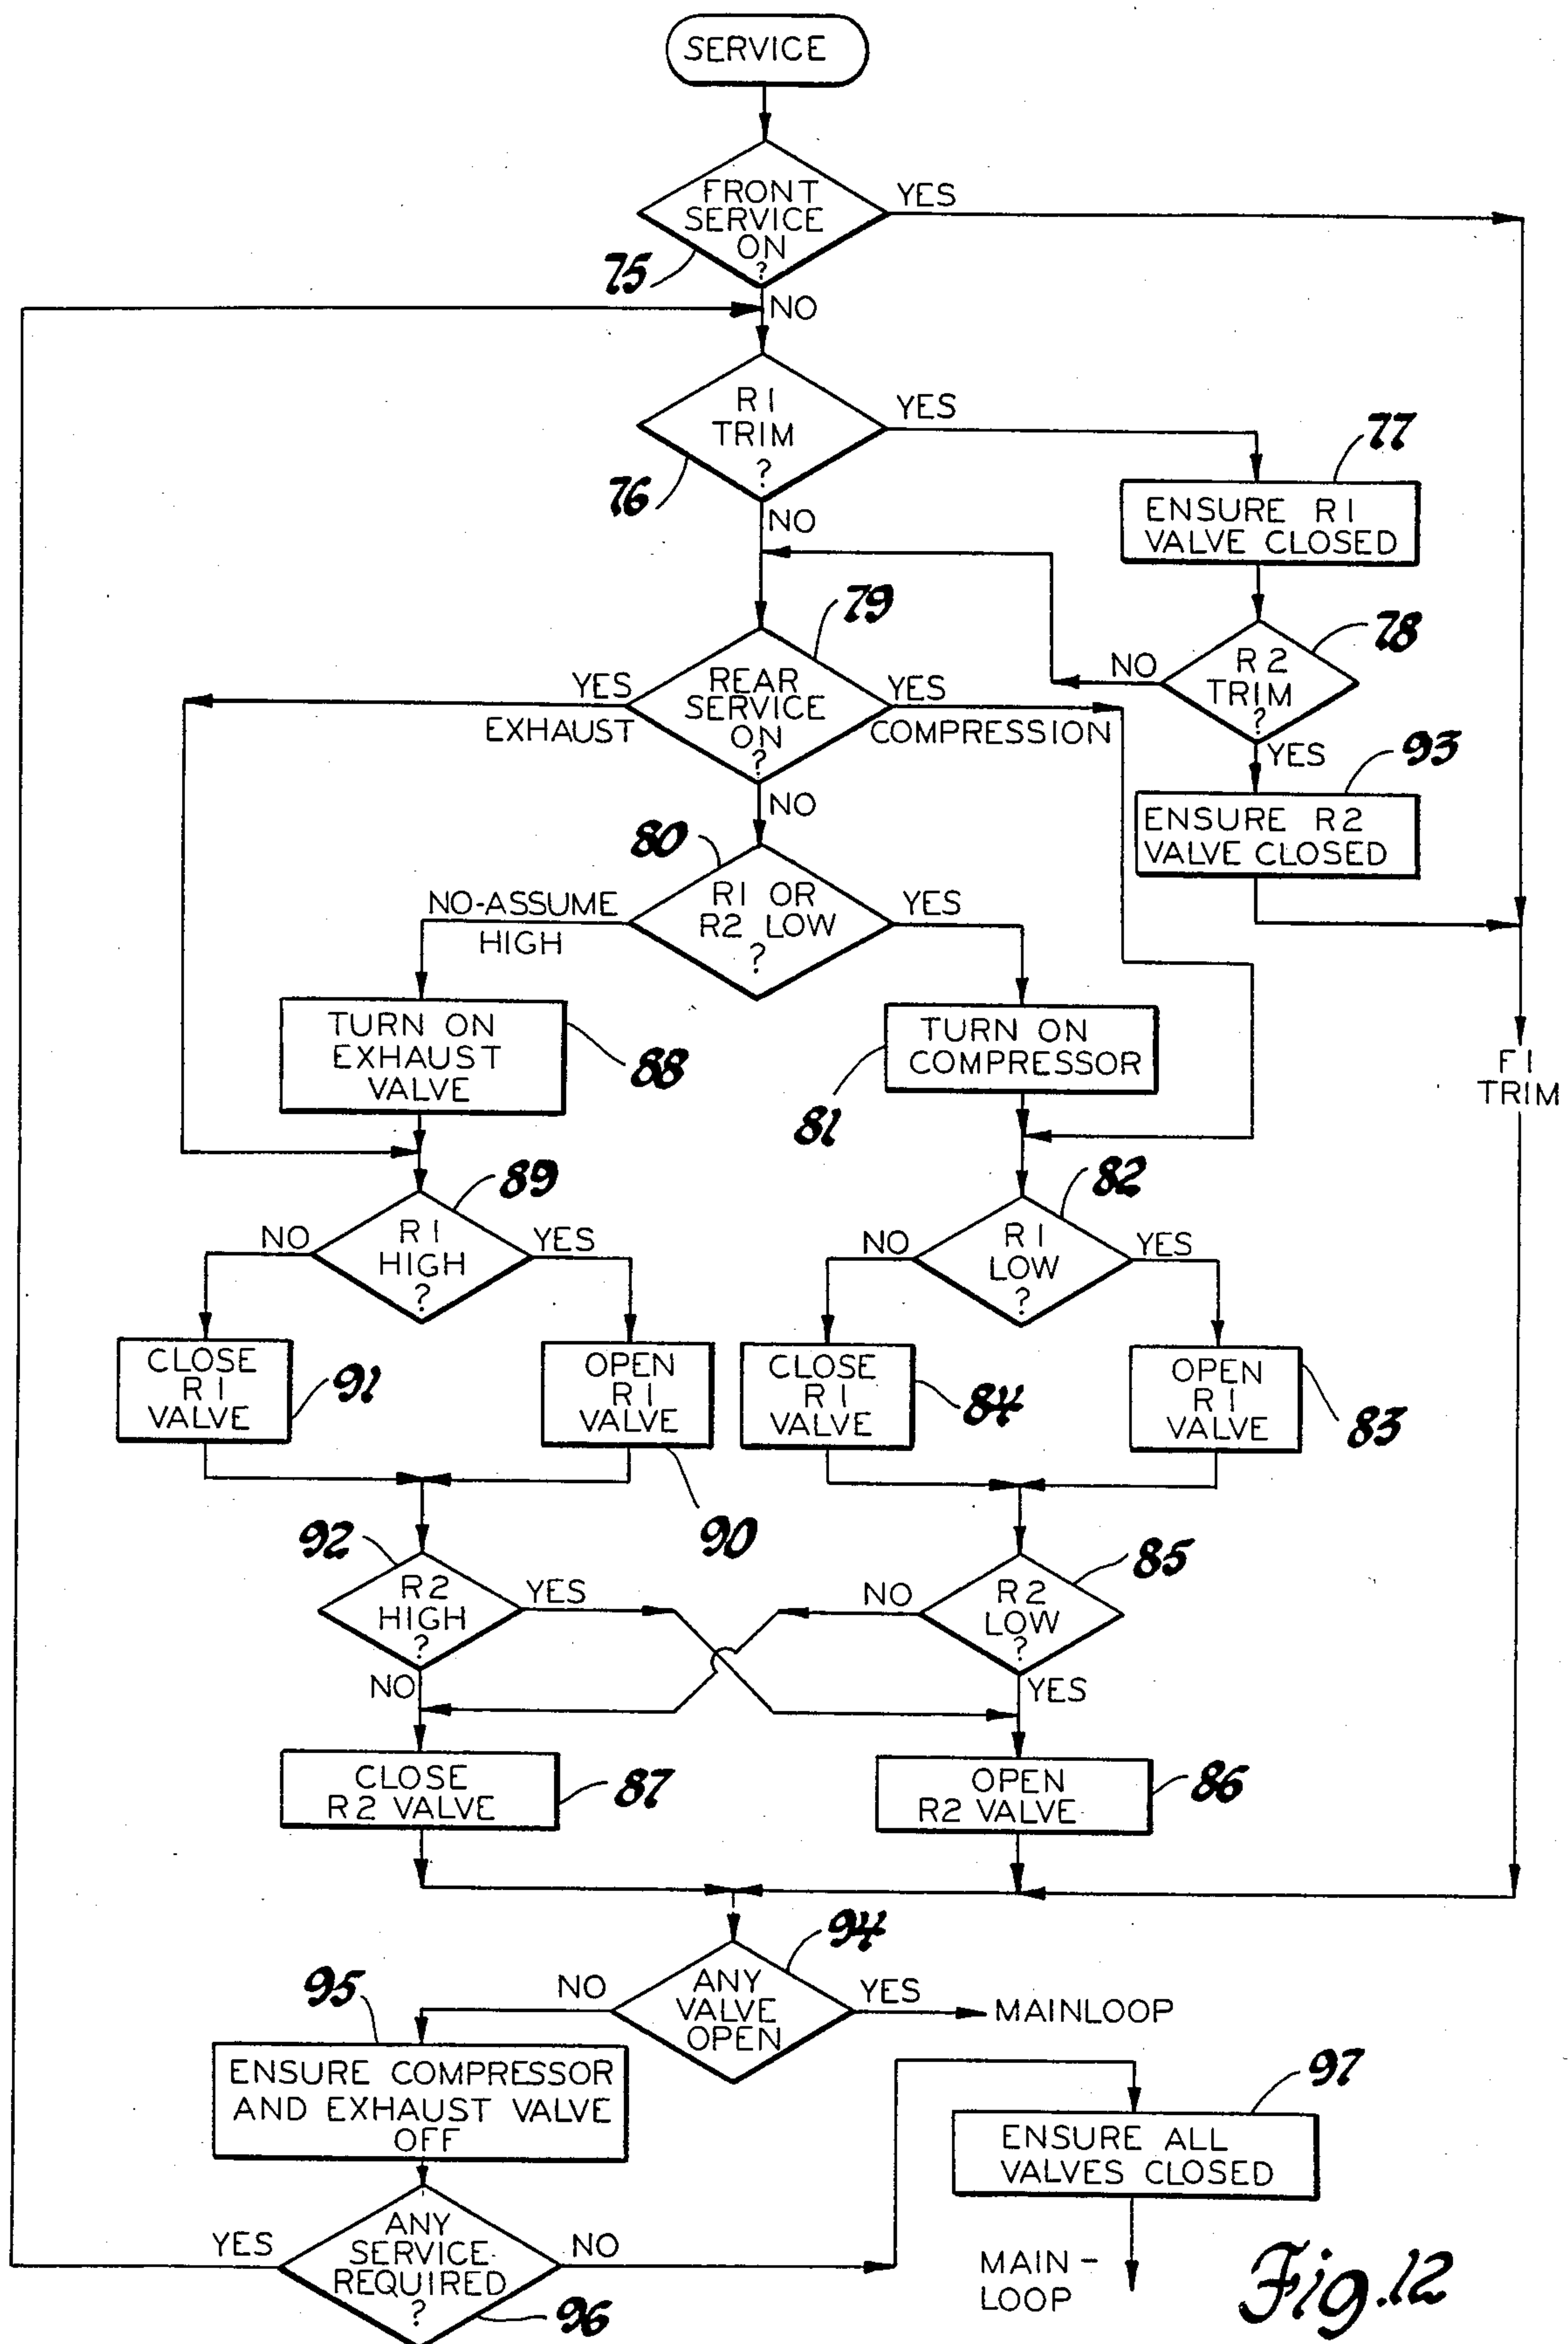 SERVICE
FRONT
SERVICE
ON
?
YES
75
NO
R1
TRIM
?
YES
76
NO
77
ENSURE R1
VALVE CLOSED
79
78
R2
TRIM
?
NO
YES
REAR
SERVICE
ON
?
YES
EXHAUST
YES
COMPRESSION
NO
93
ENSURE R2
VALVE CLOSED
80
R1 OR
R2 LOW
?
NO-ASSUME
HIGH
YES
TURN ON
EXHAUST
VALVE
88
TURN ON
COMPRESSOR
81
F1
TRIM
89
R1
HIGH
?
NO
YES
82
R1
LOW
?
NO
YES
CLOSE
R1
VALVE
91
OPEN
R1
VALVE
90
CLOSE
R1
VALVE
84
OPEN
R1
VALVE
83
92
R2
HIGH
?
YES
NO
85
R2
LOW
?
NO
YES
CLOSE
R2 VALVE
87
OPEN
R2 VALVE
86
94
ANY
VALVE
OPEN
NO
YES
MAINLOOP
95
ENSURE COMPRESSOR
AND EXHAUST VALVE
OFF
97
ENSURE ALL
VALVES CLOSED
ANY
SERVICE
REQUIRED
?
YES
NO
96
MAIN-
LOOP
Fig.12